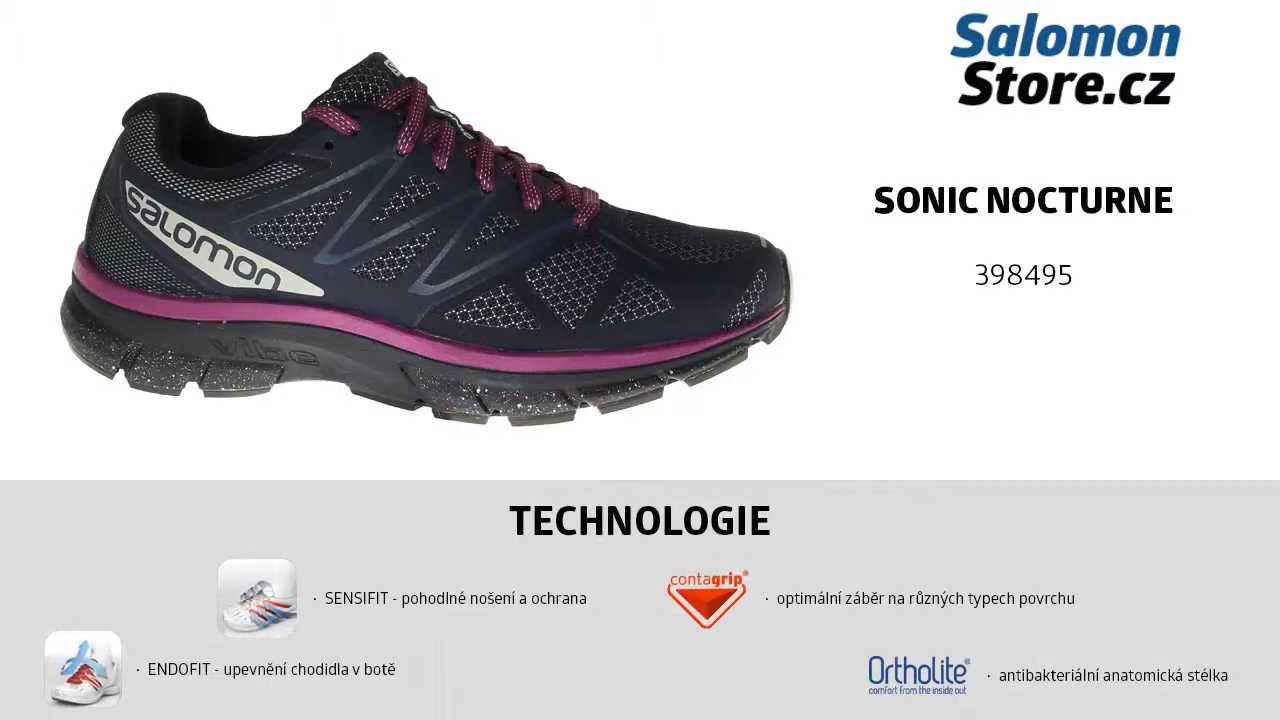 Salomon
Store.cz
SONIC NOCTURNE
398495
salomon
vibe
TECHNOLOGIE
· SENSIFIT - pohodlné nošení a ochrana
contagrip®
· optimální záběr na různých typech povrchu
· ENDOFIT - upevnění chodidla v botě
Ortholite®
comfort from the inside out
· antibakteriální anatomická stélka